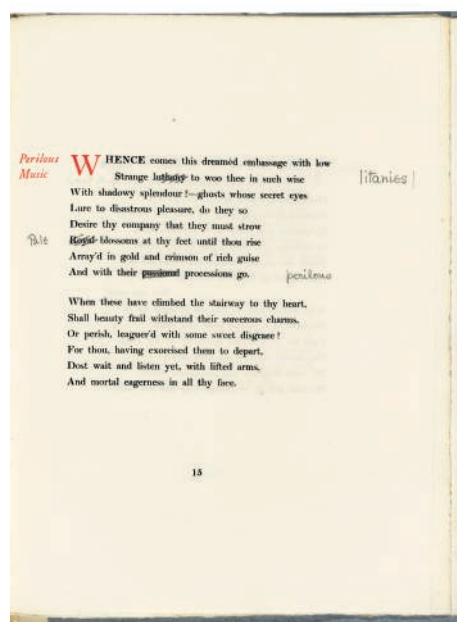 Perilous
Music
WHENCE comes this dreamèd embassage with low
Strange to woo thee in such wise
litanies/
With shadowy splendour!—ghosts whose secret eyes
Lure to disastrous pleasure, do they so
Desire thy company that they must strow
Pale
Royal blossoms at thy feet until thou rise
Array'd in gold and crimson of rich guise
And with their passional processions go.
perilous
When these have climbed the stairway to thy heart,
Shall beauty frail withstand their sorcerous charms,
Or perish, leaguer'd with some sweet disgrace?
For thou, having exorcised them to depart,
Dost wait and listen yet, with lifted arms,
And mortal eagerness in all thy face.
15